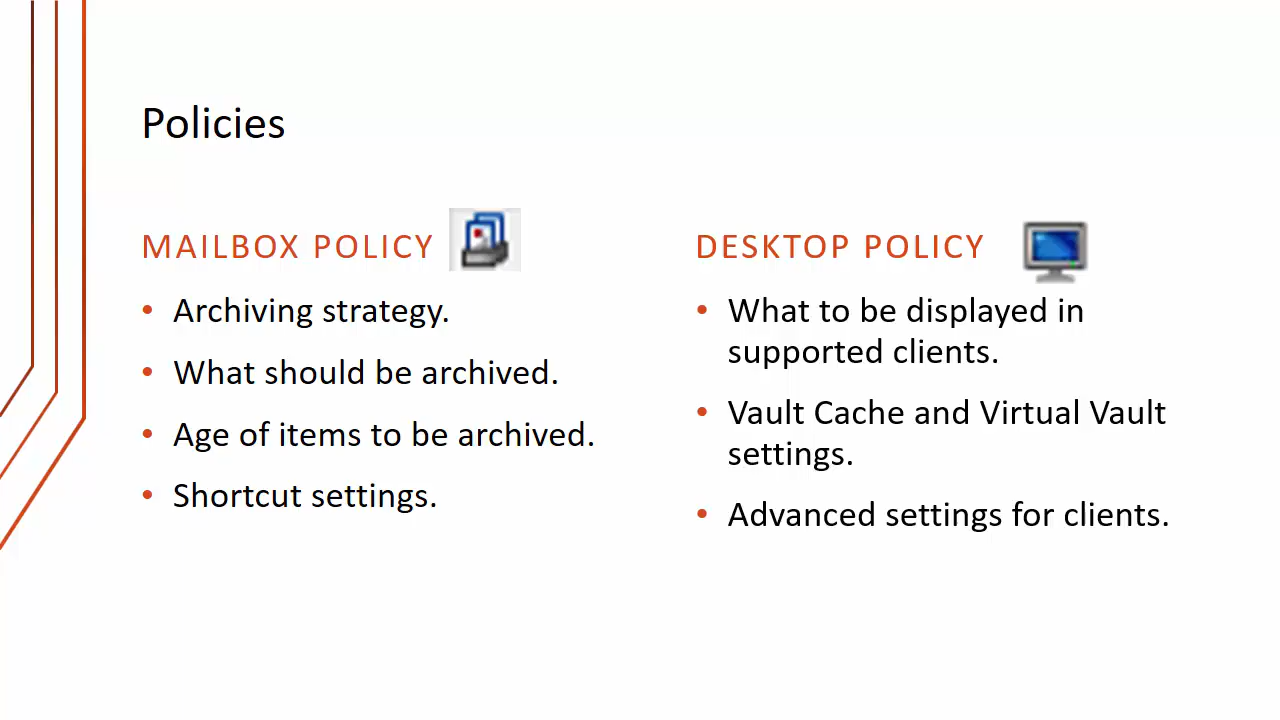 Policies
MAILBOX POLICY
• Archiving strategy.
• What should be archived.
• Age of items to be archived.
• Shortcut settings.
DESKTOP POLICY
• What to be displayed in
supported clients.
• Vault Cache and Virtual Vault
settings.
• Advanced settings for clients.